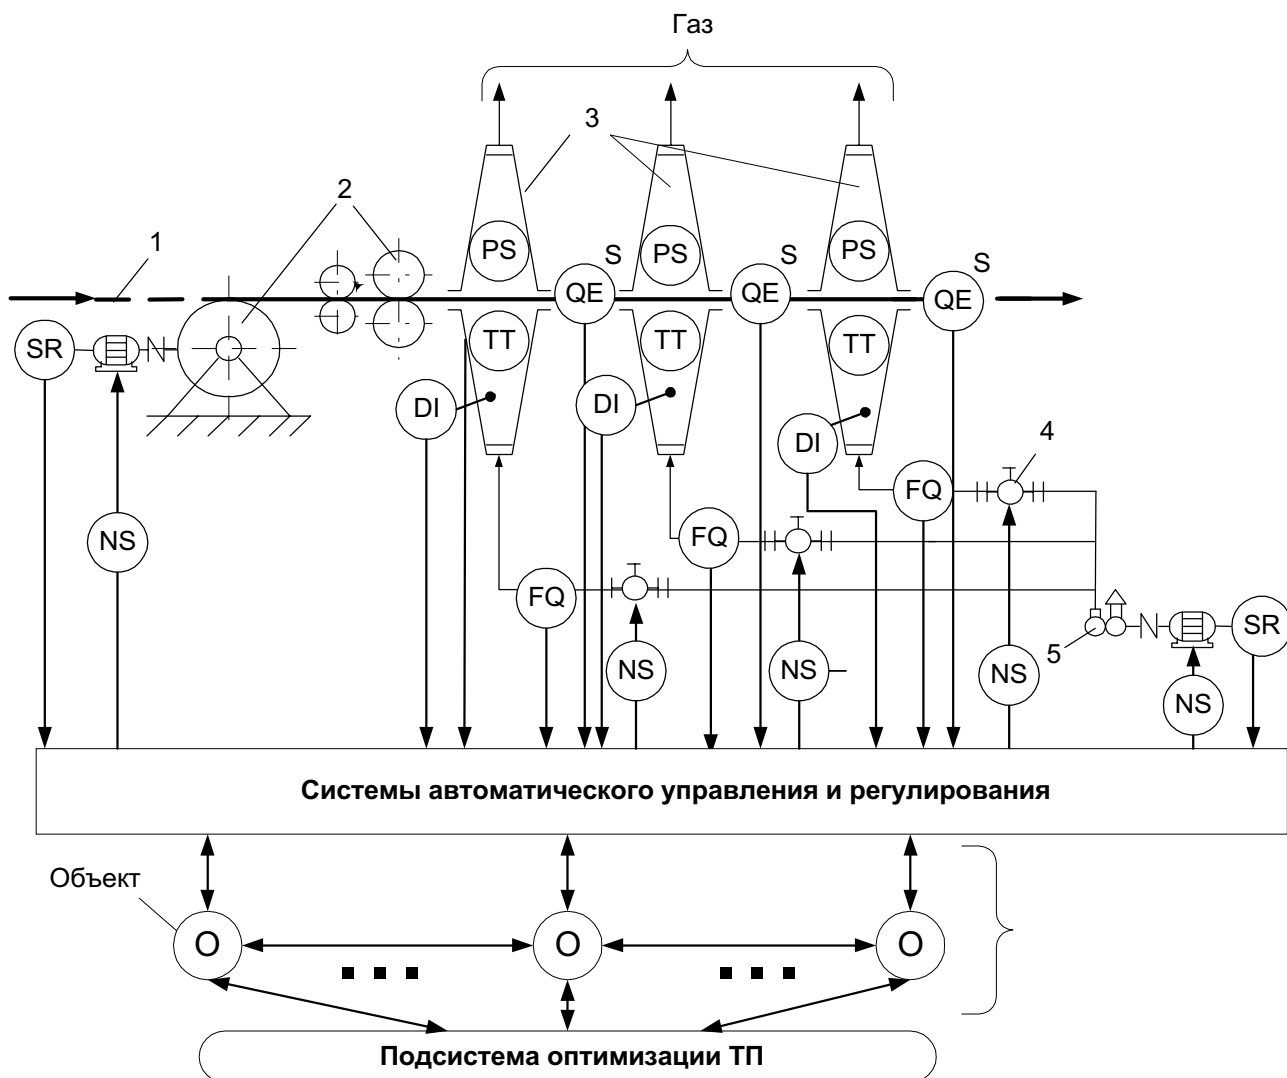 Газ
3
2
1
S
S
S
PS
PS
PS
QE
QE
QE
SR
TT
TT
TT
DI
DI
DI
4
FQ
FQ
FQ
NS
5
SR
NS
NS
NS
NS
Системы автоматического управления и регулирования
Объект
О
О
О
Подсистема оптимизации ТП